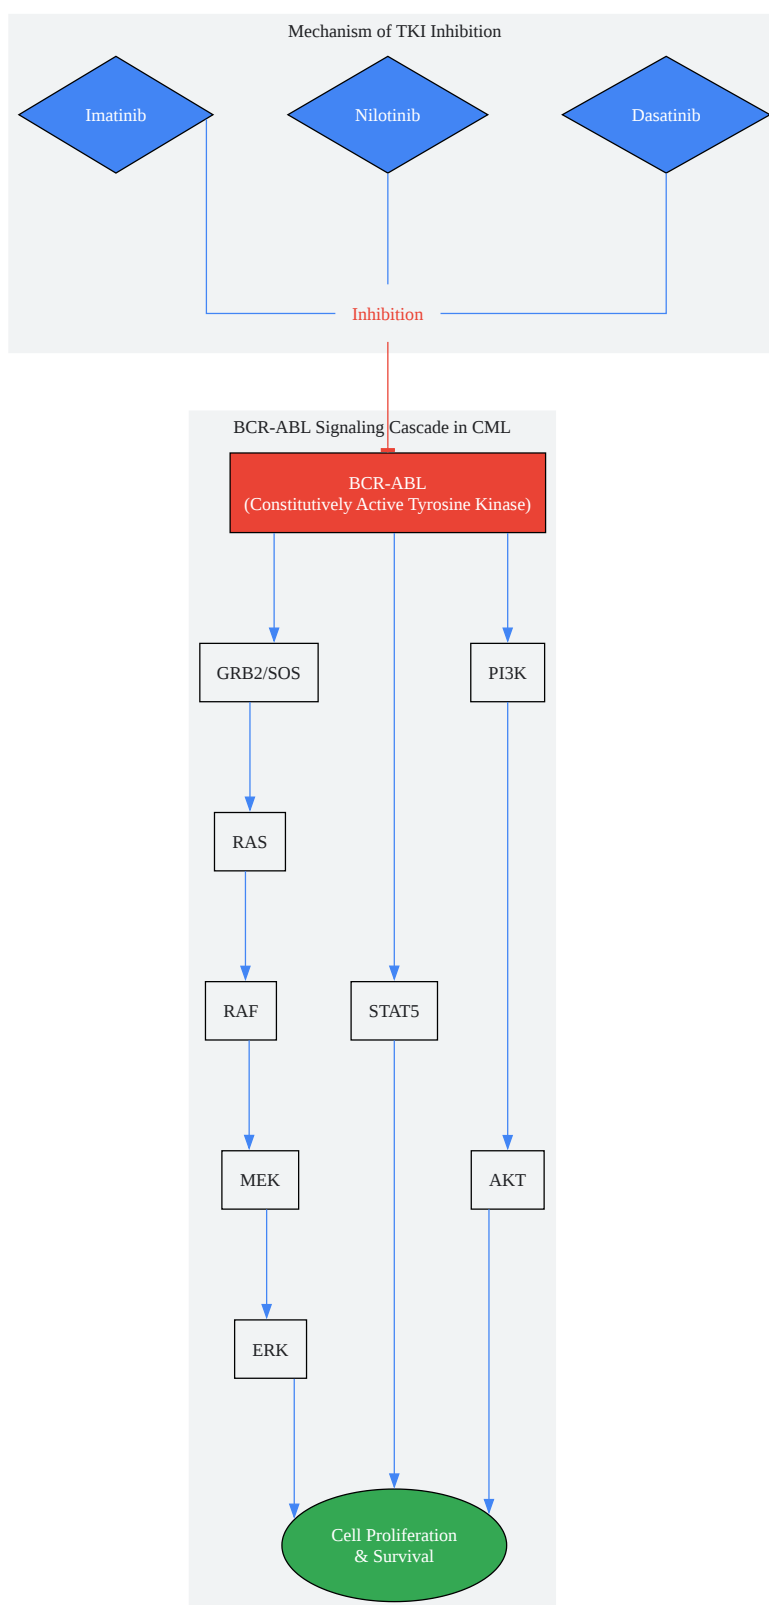 Mechanism of TKI Inhibition
Imatinib
Nilotinib
Dasatinib
Inhibition
BCR-ABL Signaling Cascade in CML
BCR-ABL
(Constitutively Active Tyrosine Kinase)
GRB2/SOS
PI3K
RAS
RAF
STAT5
MEK
AKT
ERK
Cell Proliferation
& Survival